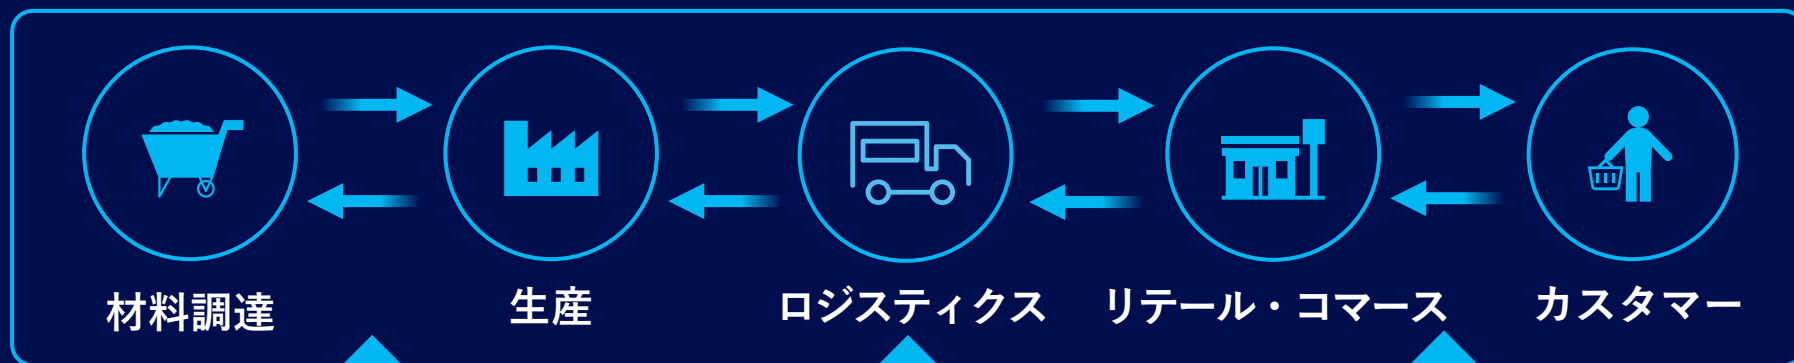 材料調達
生産
ロジスティクス
リテール・コマース
カスタマー